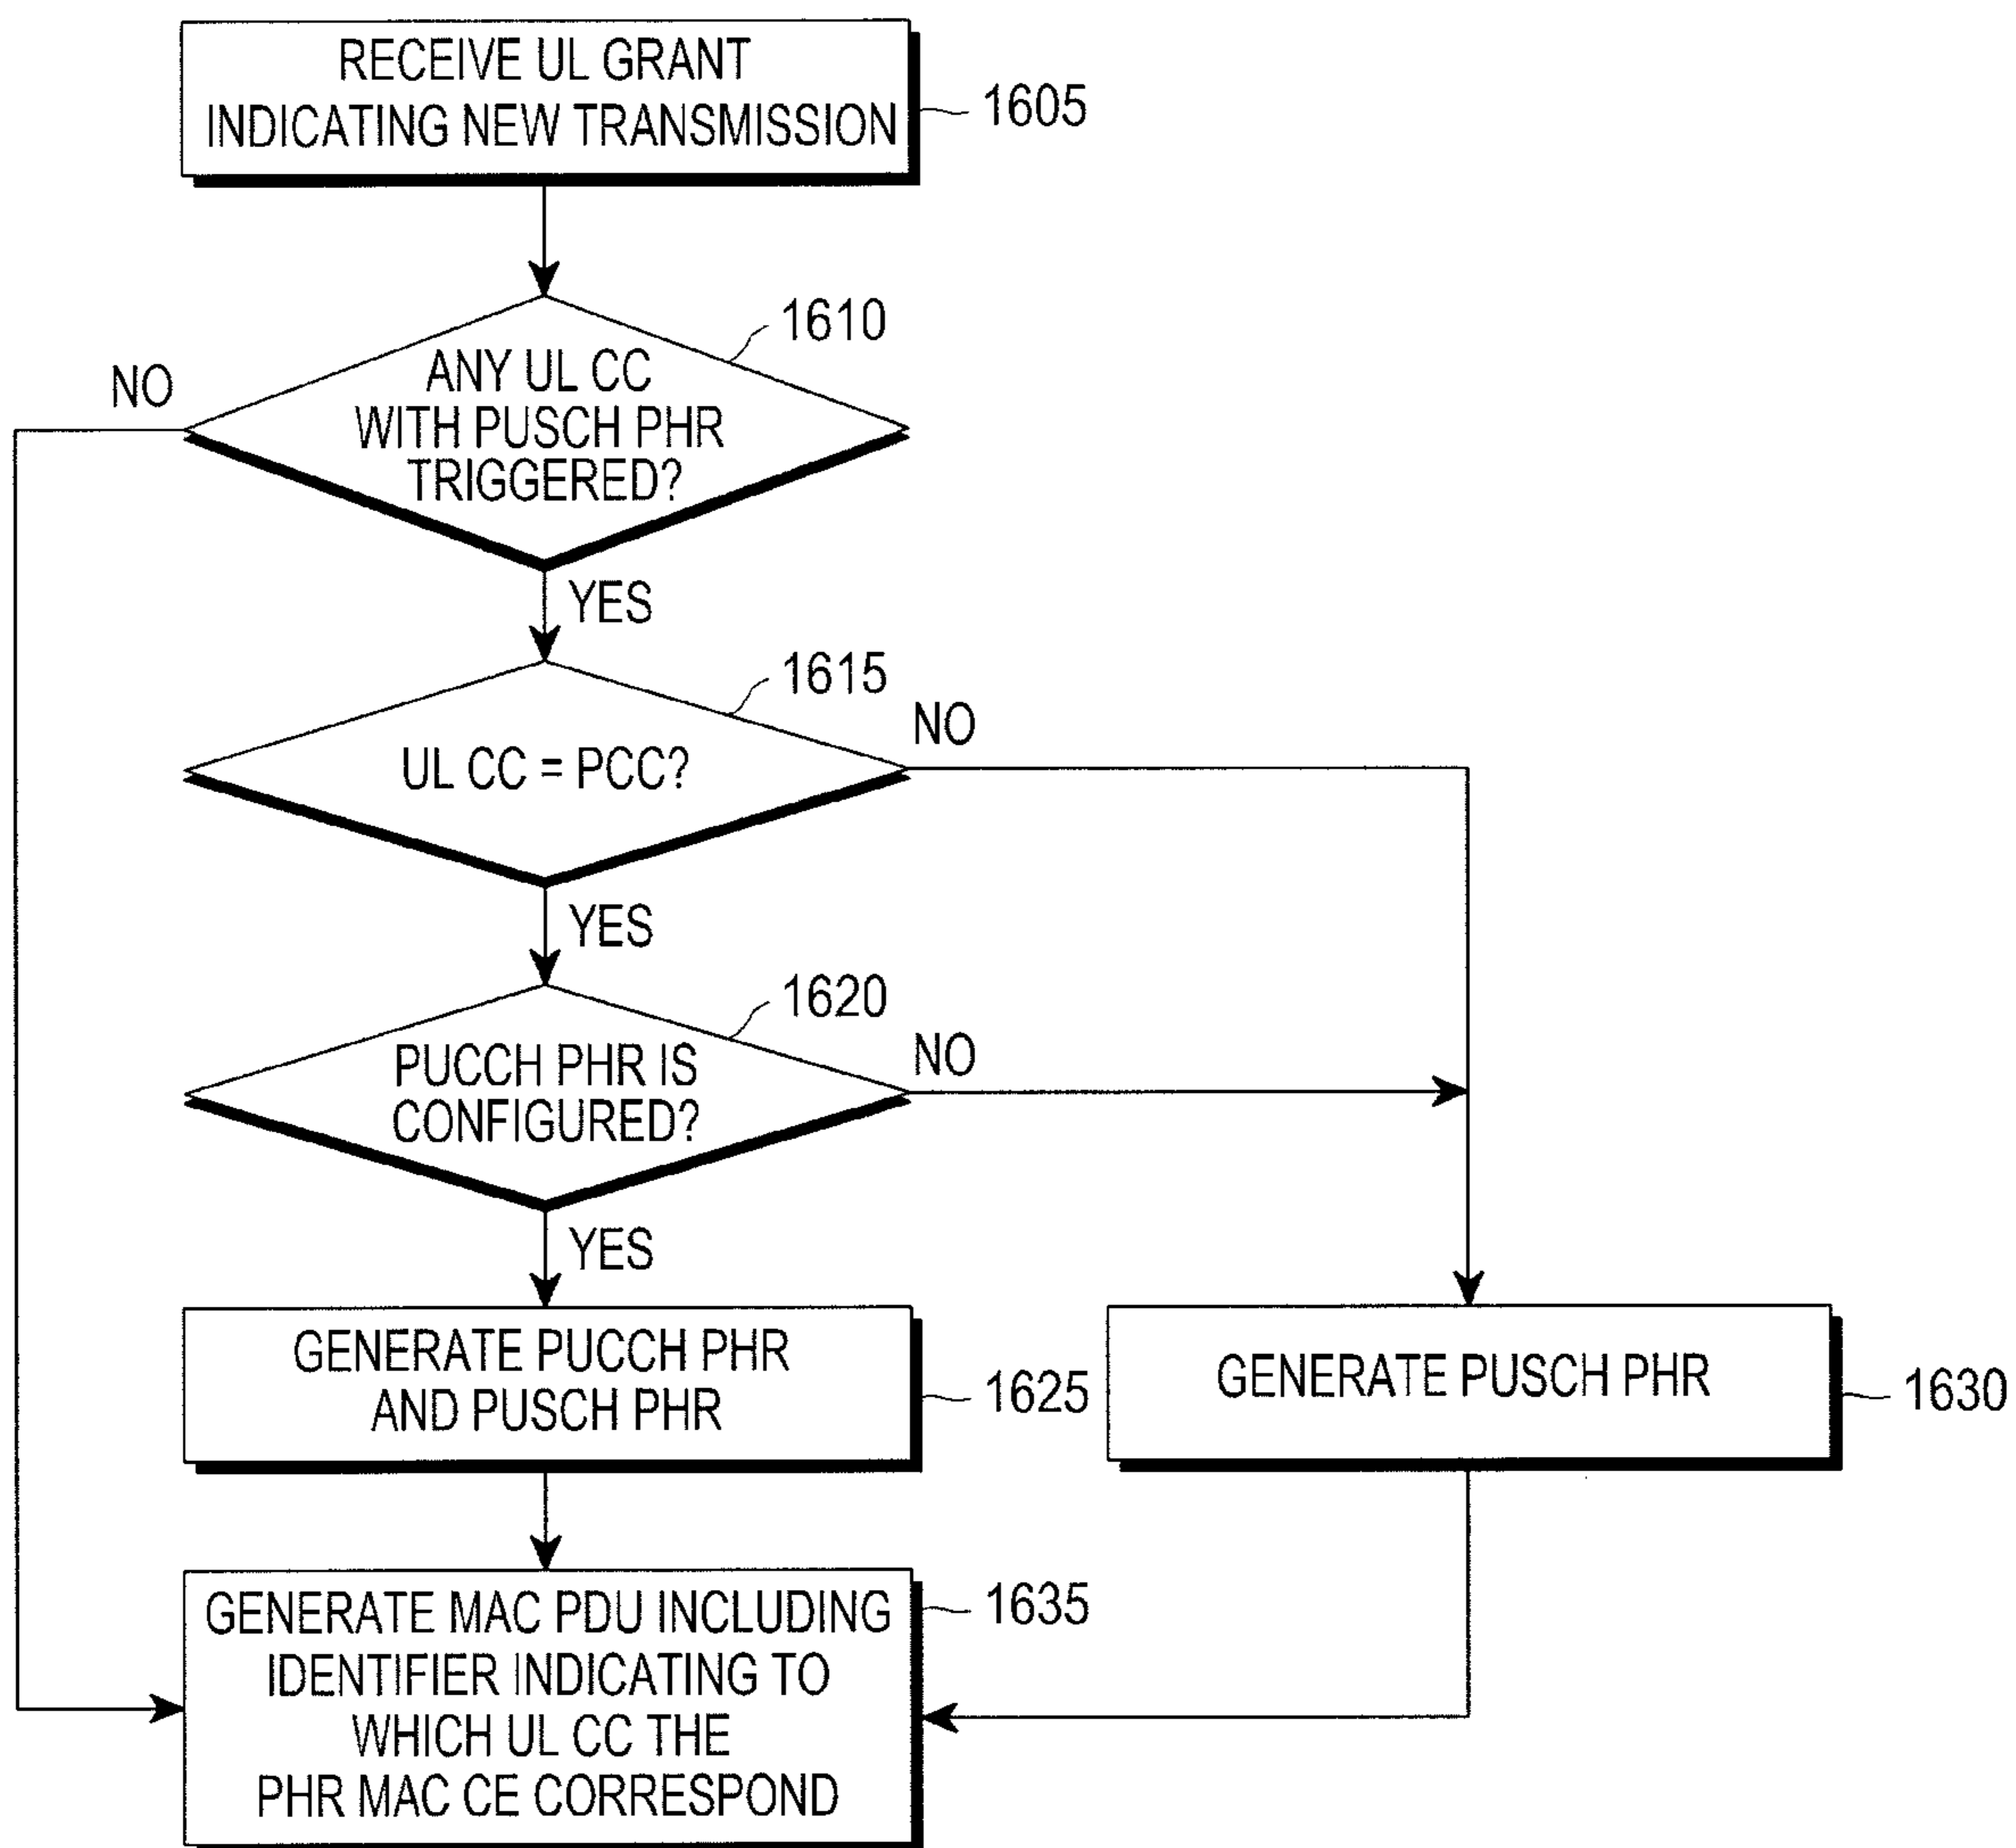 RECEIVE UL GRANT
INDICATING NEW TRANSMISSION
1605
1610
ANY UL CC
WITH PUSCH PHR
TRIGGERED?
NO
YES
1615
UL CC = PCC?
NO
YES
1620
PUCCH PHR IS
CONFIGURED?
NO
YES
GENERATE PUCCH PHR
AND PUSCH PHR
1625
GENERATE PUSCH PHR
1630
GENERATE MAC PDU INCLUDING
IDENTIFIER INDICATING TO
WHICH UL CC THE
PHR MAC CE CORRESPOND
1635